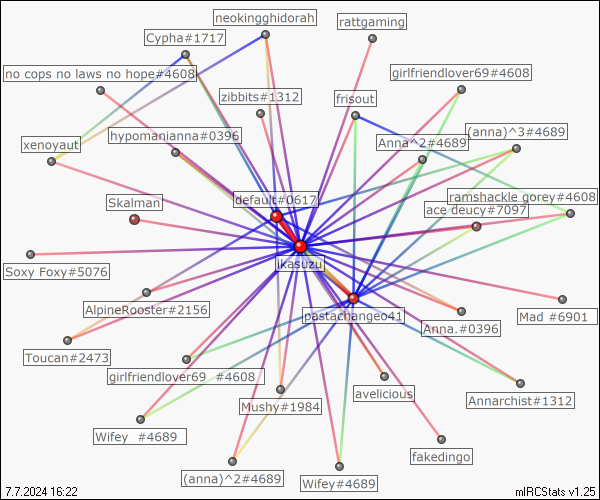 neokingghidorah
rattgaming
Cypha#1717
no cops no laws no hope#4608
girlfriendlover69#4608
zibbits#1312
frisout
hypomanianna#0396
(anna)^3#4689
Anna^2#4689
xenoyaut
default#0617
ramshackle gorey#4608
Skalman
ace deucy#7097
ikasuzu
Soxy Foxy#5076
AlpineRooster#2156
pastachangeo41
Mad #6901
Anna.#0396
Toucan#2473
girlfriendlover69 #4608
avelicious
Annarchist#1312
Mushy#1984
Wifey #4689
fakedingo
(anna)^2#4689
Wifey#4689
7.7.2024 16:22
mIRCStats v1.25